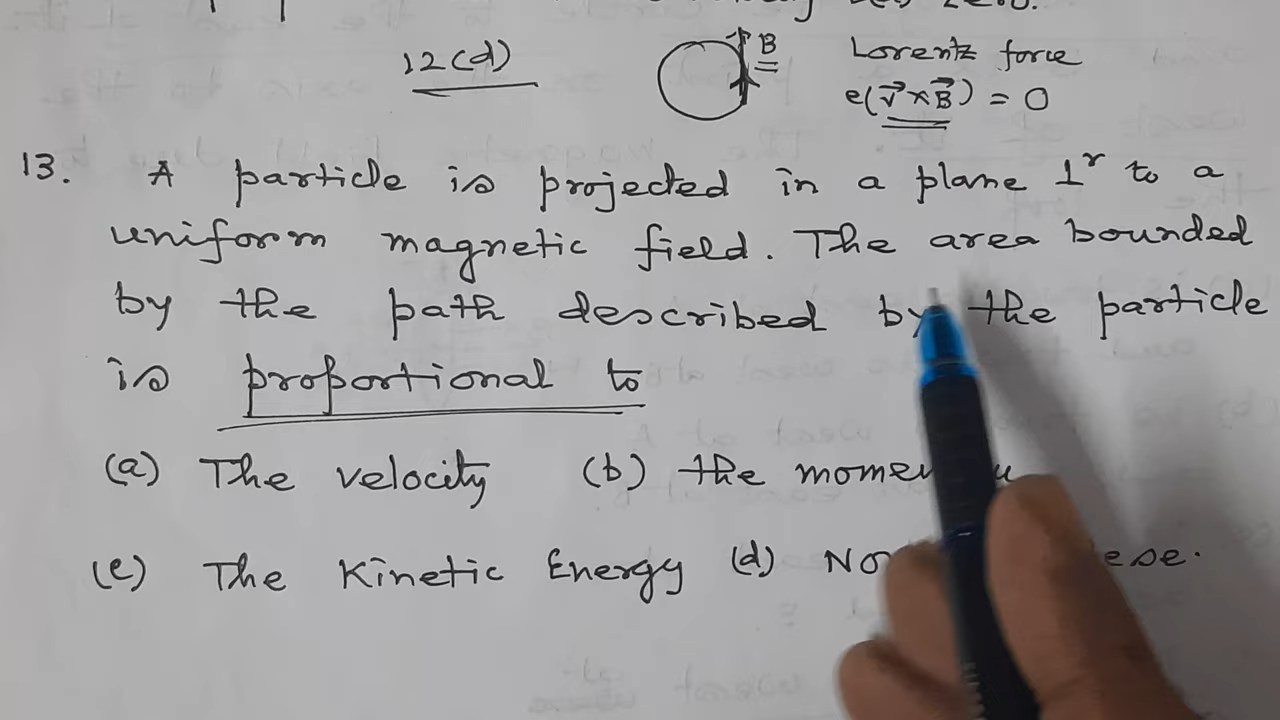 zero.
12(d)
B
Lorentz force
e(v⃗ × B⃗) = 0
13. A particle is projected in a plane ⊥r to a
uniform magnetic field. The area bounded
by the path described by the particle
is proportional to
(a) The velocity (b) the
(c) The Kinetic Energy (d)